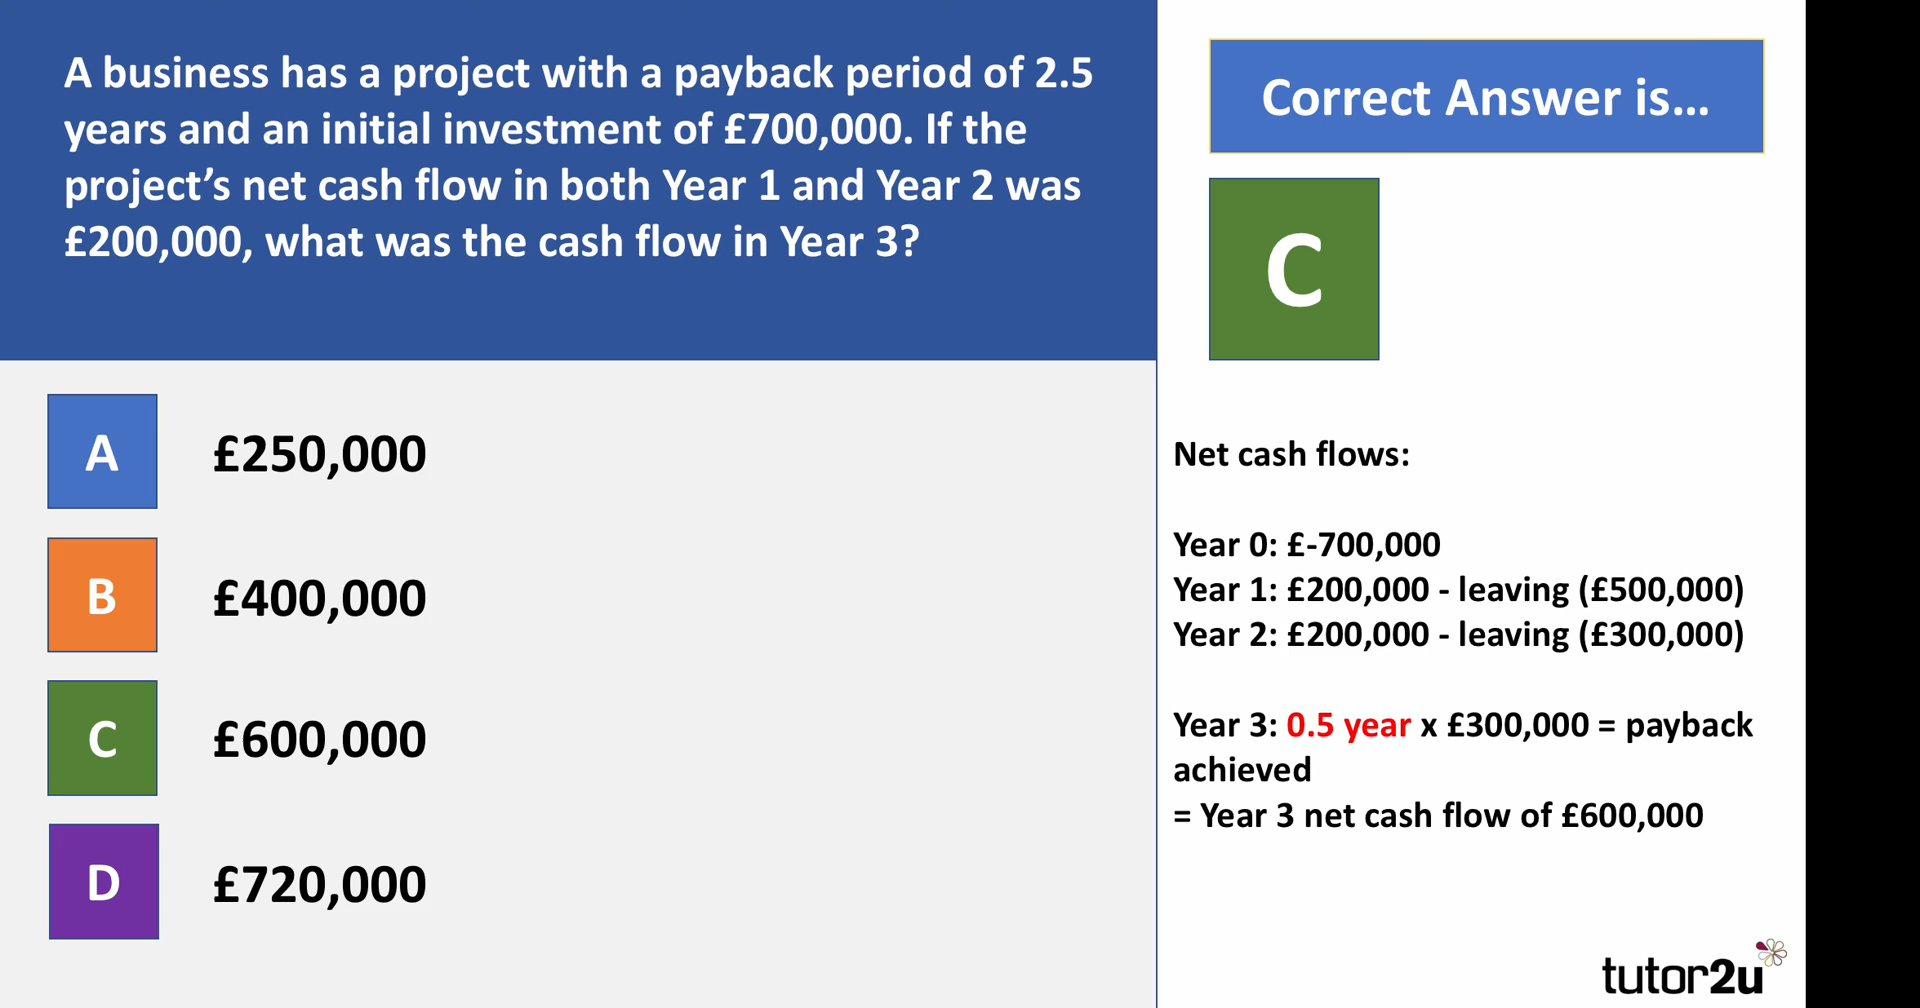 A business has a project with a payback period of 2.5
years and an initial investment of £700,000. If the
project’s net cash flow in both Year 1 and Year 2 was
£200,000, what was the cash flow in Year 3?
A £250,000
B £400,000
C £600,000
D £720,000
Correct Answer is...
C
Net cash flows:
Year 0: £-700,000
Year 1: £200,000 - leaving (£500,000)
Year 2: £200,000 - leaving (£300,000)
Year 3: 0.5 year x £300,000 = payback
achieved
= Year 3 net cash flow of £600,000
tutor2u